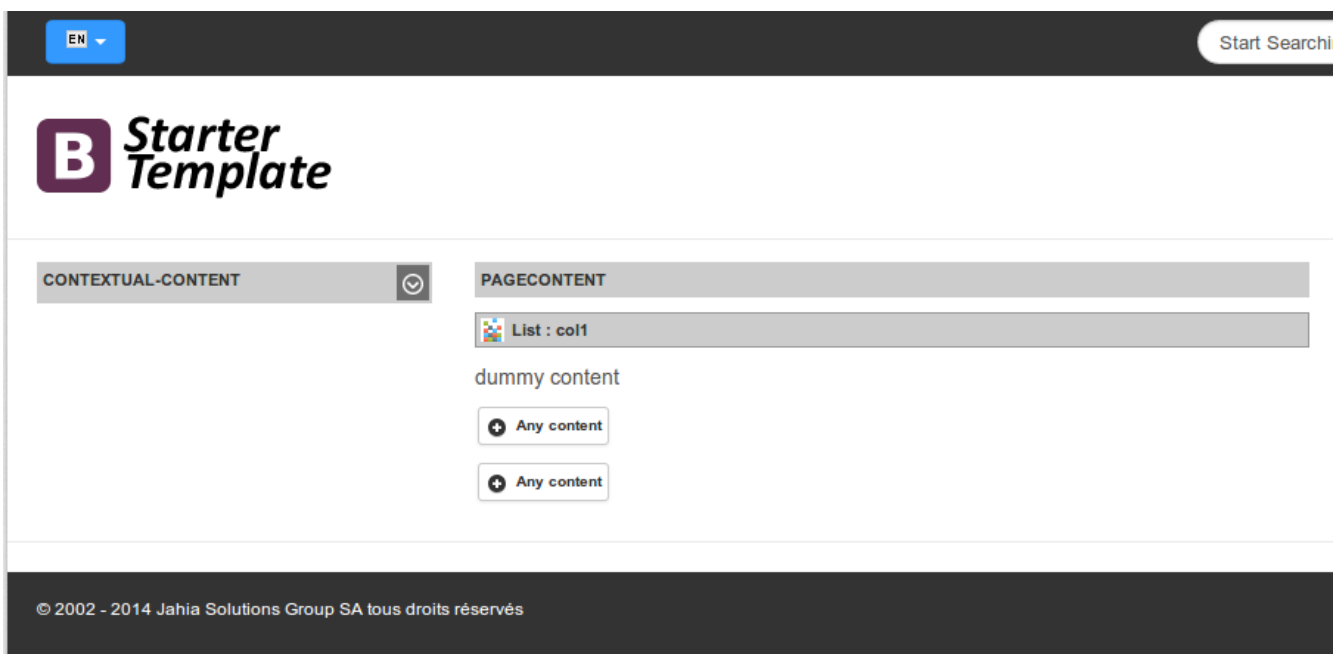 EN
Start Searchi
B Starter
Template
CONTEXTUAL-CONTENT
PAGECONTENT
List : col1
dummy content
Any content
Any content
© 2002 - 2014 Jahia Solutions Group SA tous droits réservés